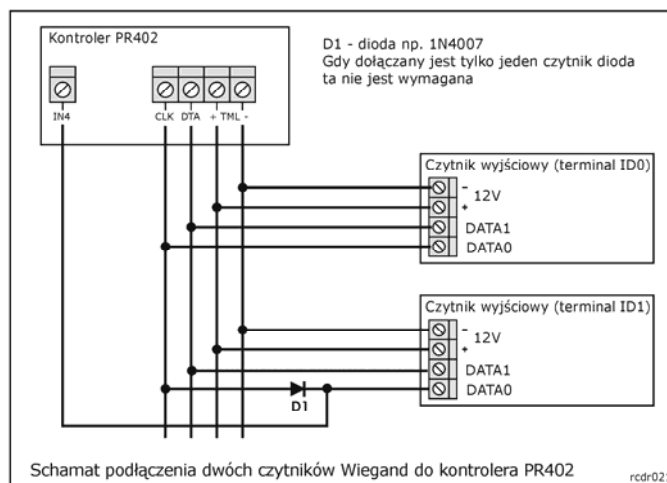 Kontroler PR402
IN4
CLK DTA + TML -
D1 - dioda np. 1N4007
Gdy dołączany jest tylko jeden czytnik dioda
ta nie jest wymagana
Czytnik wyjściowy (terminal ID0)
-
12V
+
DATA1
DATA0
Czytnik wyjściowy (terminal ID1)
-
12V
+
DATA1
DATA0
D1
Schamat podłączenia dwóch czytników Wiegand do kontrolera PR402